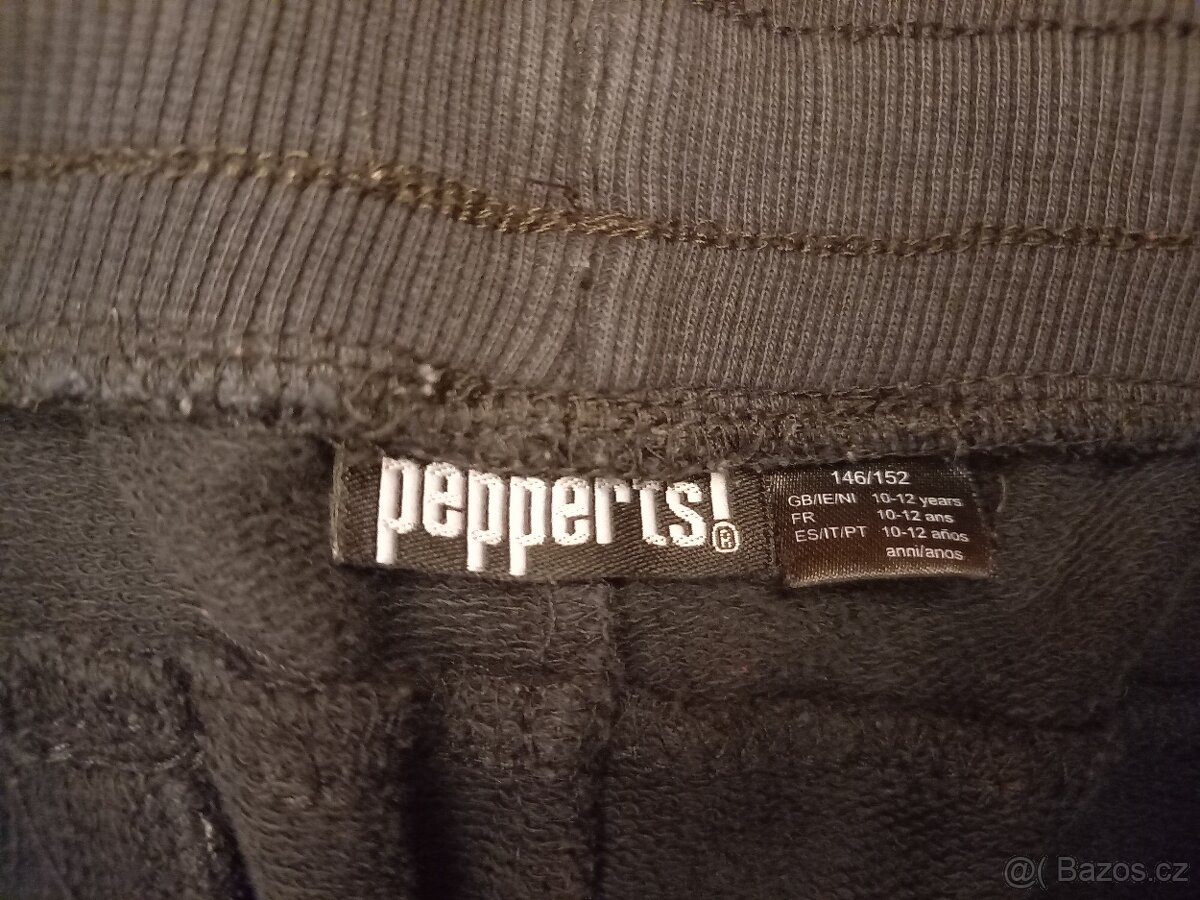 pepperts!®
146/152
GB/IE/NI 10-12 years
FR 10-12 ans
ES/IT/PT 10-12 años
anni/anos
@( Bazos.cz